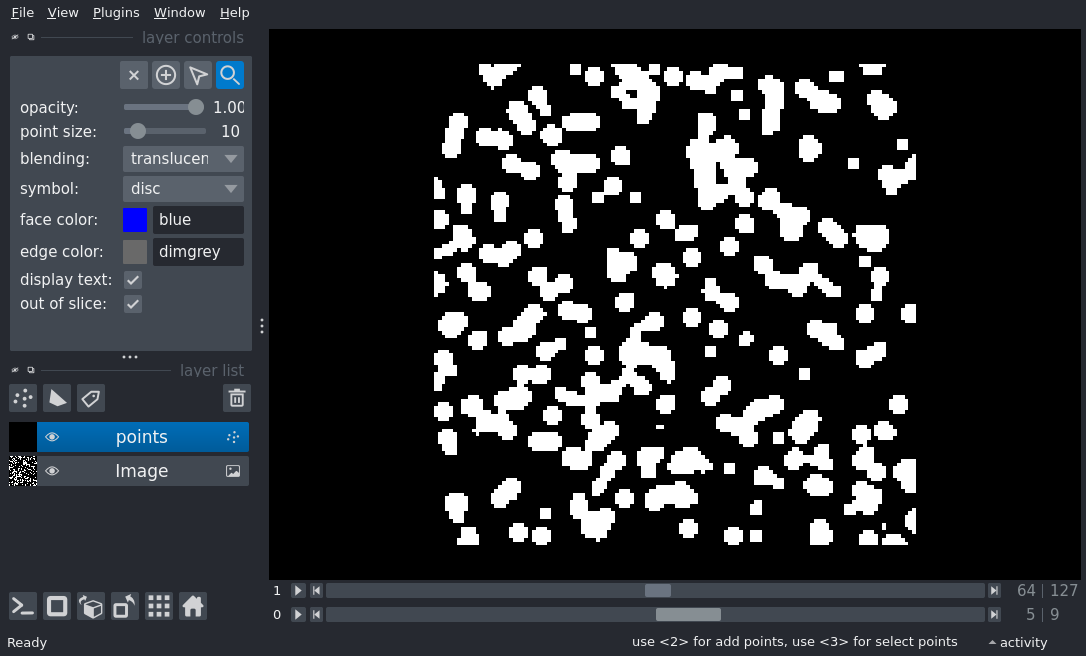 File View Plugins Window Help
layer controls
opacity: 1.00
point size: 10
blending: translucen
symbol: disc
face color: blue
edge color: dimgrey
display text:
out of slice:
layer list
points
Image
1 64 | 127
0 5 | 9
Ready use <2> for add points, use <3> for select points activity